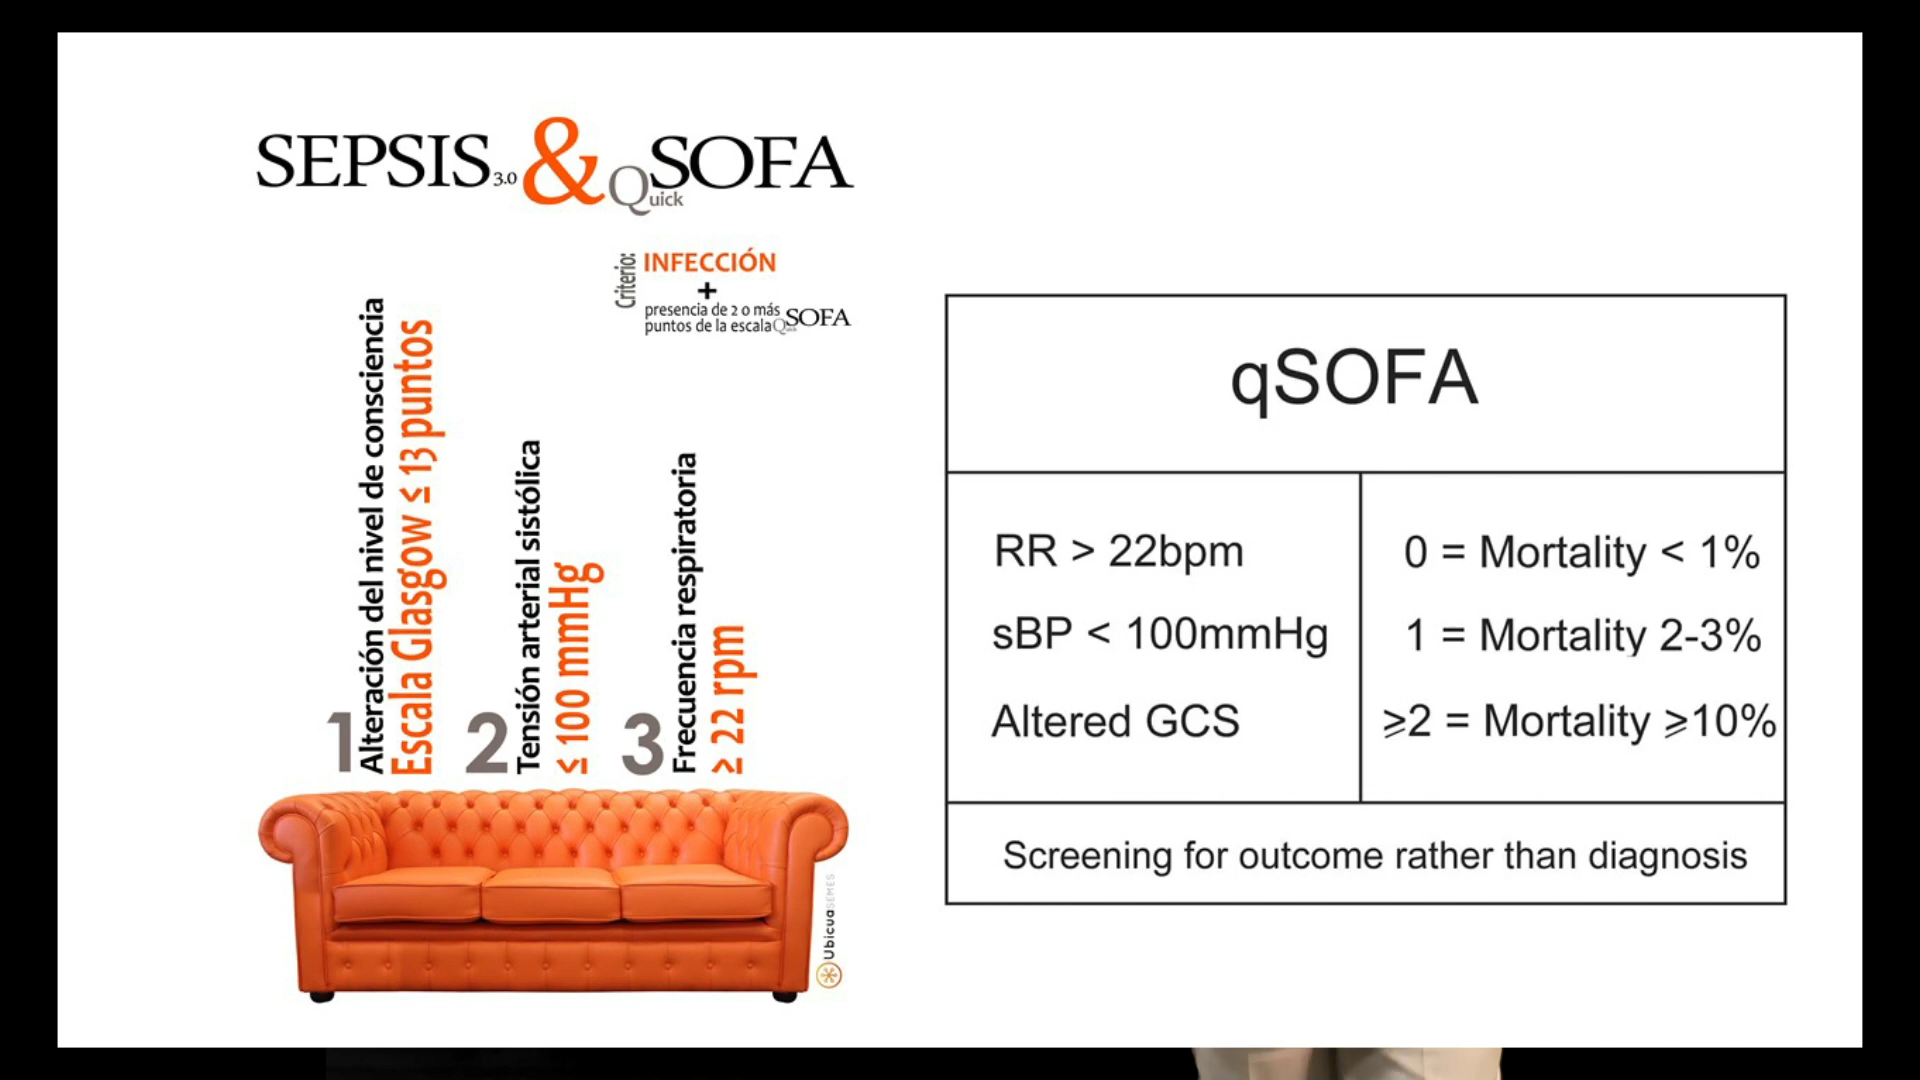 SEPSIS 3.0 & Quick SOFA
Criterio:
INFECCIÓN
+
presencia de 2 o más
puntos de la escala Quick SOFA
1
Alteración del nivel de consciencia
Escala Glasgow ≤ 13 puntos
2
Tensión arterial sistólica
≤ 100 mmHg
3
Frecuencia respiratoria
≥ 22 rpm
UbicuaSEMES
qSOFA
RR > 22bpm
sBP < 100mmHg
Altered GCS
0 = Mortality < 1%
1 = Mortality 2-3%
⩾2 = Mortality ⩾10%
Screening for outcome rather than diagnosis